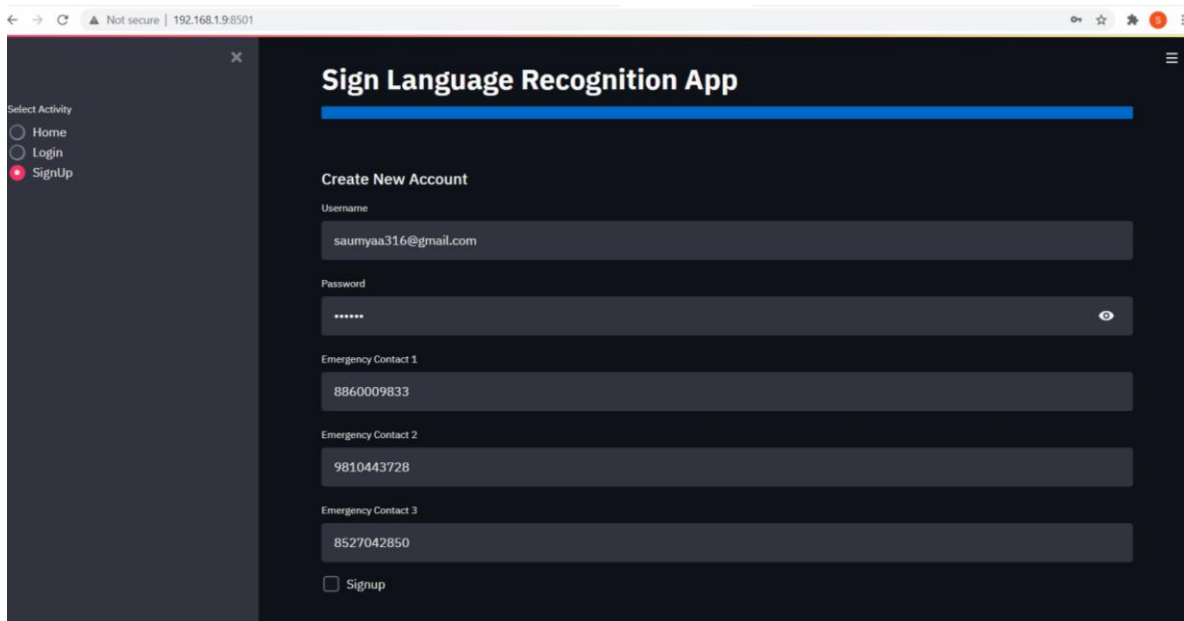 Not secure | 192.168.1.9:8501
S
Sign Language Recognition App
Select Activity
Home
Login
SignUp
Create New Account
Username
saumyaa316@gmail.com
Password
••••••
Emergency Contact 1
8860009833
Emergency Contact 2
9810443728
Emergency Contact 3
8527042850
Signup